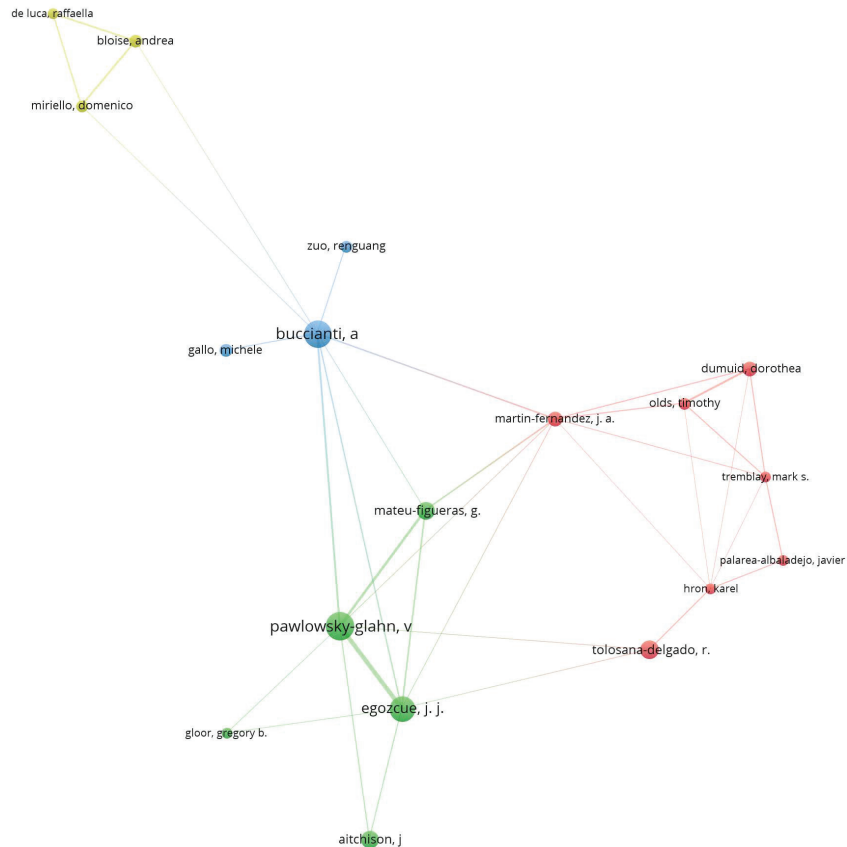 de luca, raffaella
bloise, andrea
miriello, domenico
zuo, renguang
buccianti, a
gallo, michele
dumuid, dorothea
olds, timothy
martin-fernandez, j. a.
tremblay, mark s.
mateu-figueras, g.
palarea-albaladejo, javier
hron, karel
pawlowsky-glahn, v
tolosana-delgado, r.
egozcue, j. j.
gloor, gregory b.
aitchison, j